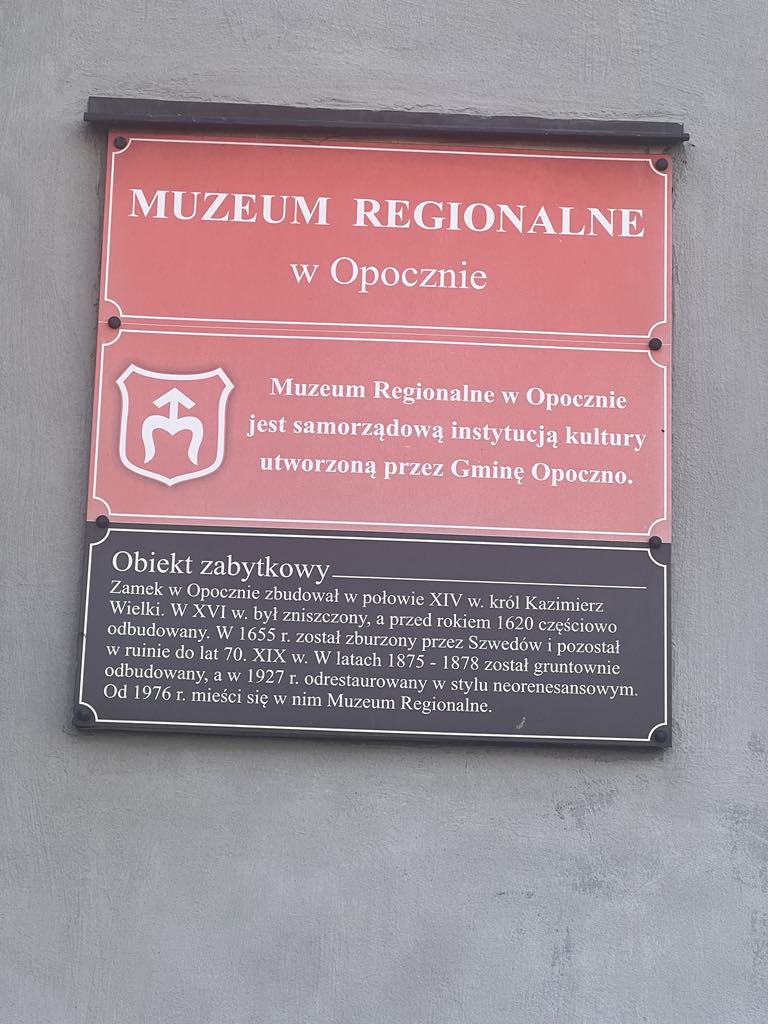 MUZEUM REGIONALNE
w Opocznie
Muzeum Regionalne w Opocznie
jest samorządową instytucją kultury
utworzoną przez Gminę Opoczno.
Obiekt zabytkowy
Zamek w Opocznie zbudował w połowie XIV w. król Kazimierz
Wielki. W XVI w. był zniszczony, a przed rokiem 1620 częściowo
odbudowany. W 1655 r. został zburzony przez Szwedów i pozostał
w ruinie do lat 70. XIX w. W latach 1875 - 1878 został gruntownie
odbudowany, a w 1927 r. odrestaurowany w stylu neorenesansowym.
Od 1976 r. mieści się w nim Muzeum Regionalne.